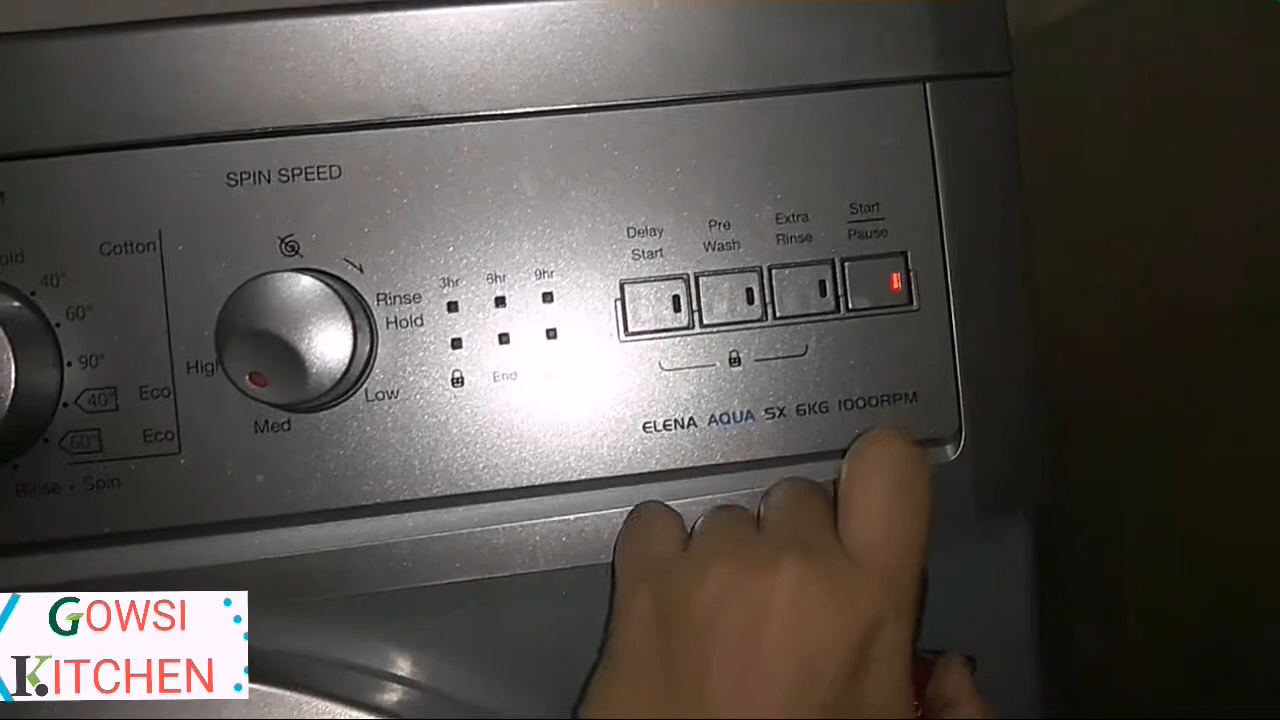 SPIN SPEED
Cotton
40°
60°
90°
40° Eco
60° Eco
Rinse + Spin
High
Med
Low
Rinse
Hold
3hr 6hr 9hr
End
Delay
Start
Pre
Wash
Extra
Rinse
Start
Pause
ELENA AQUA SX 6KG 1000RPM
GOWSI
KITCHEN